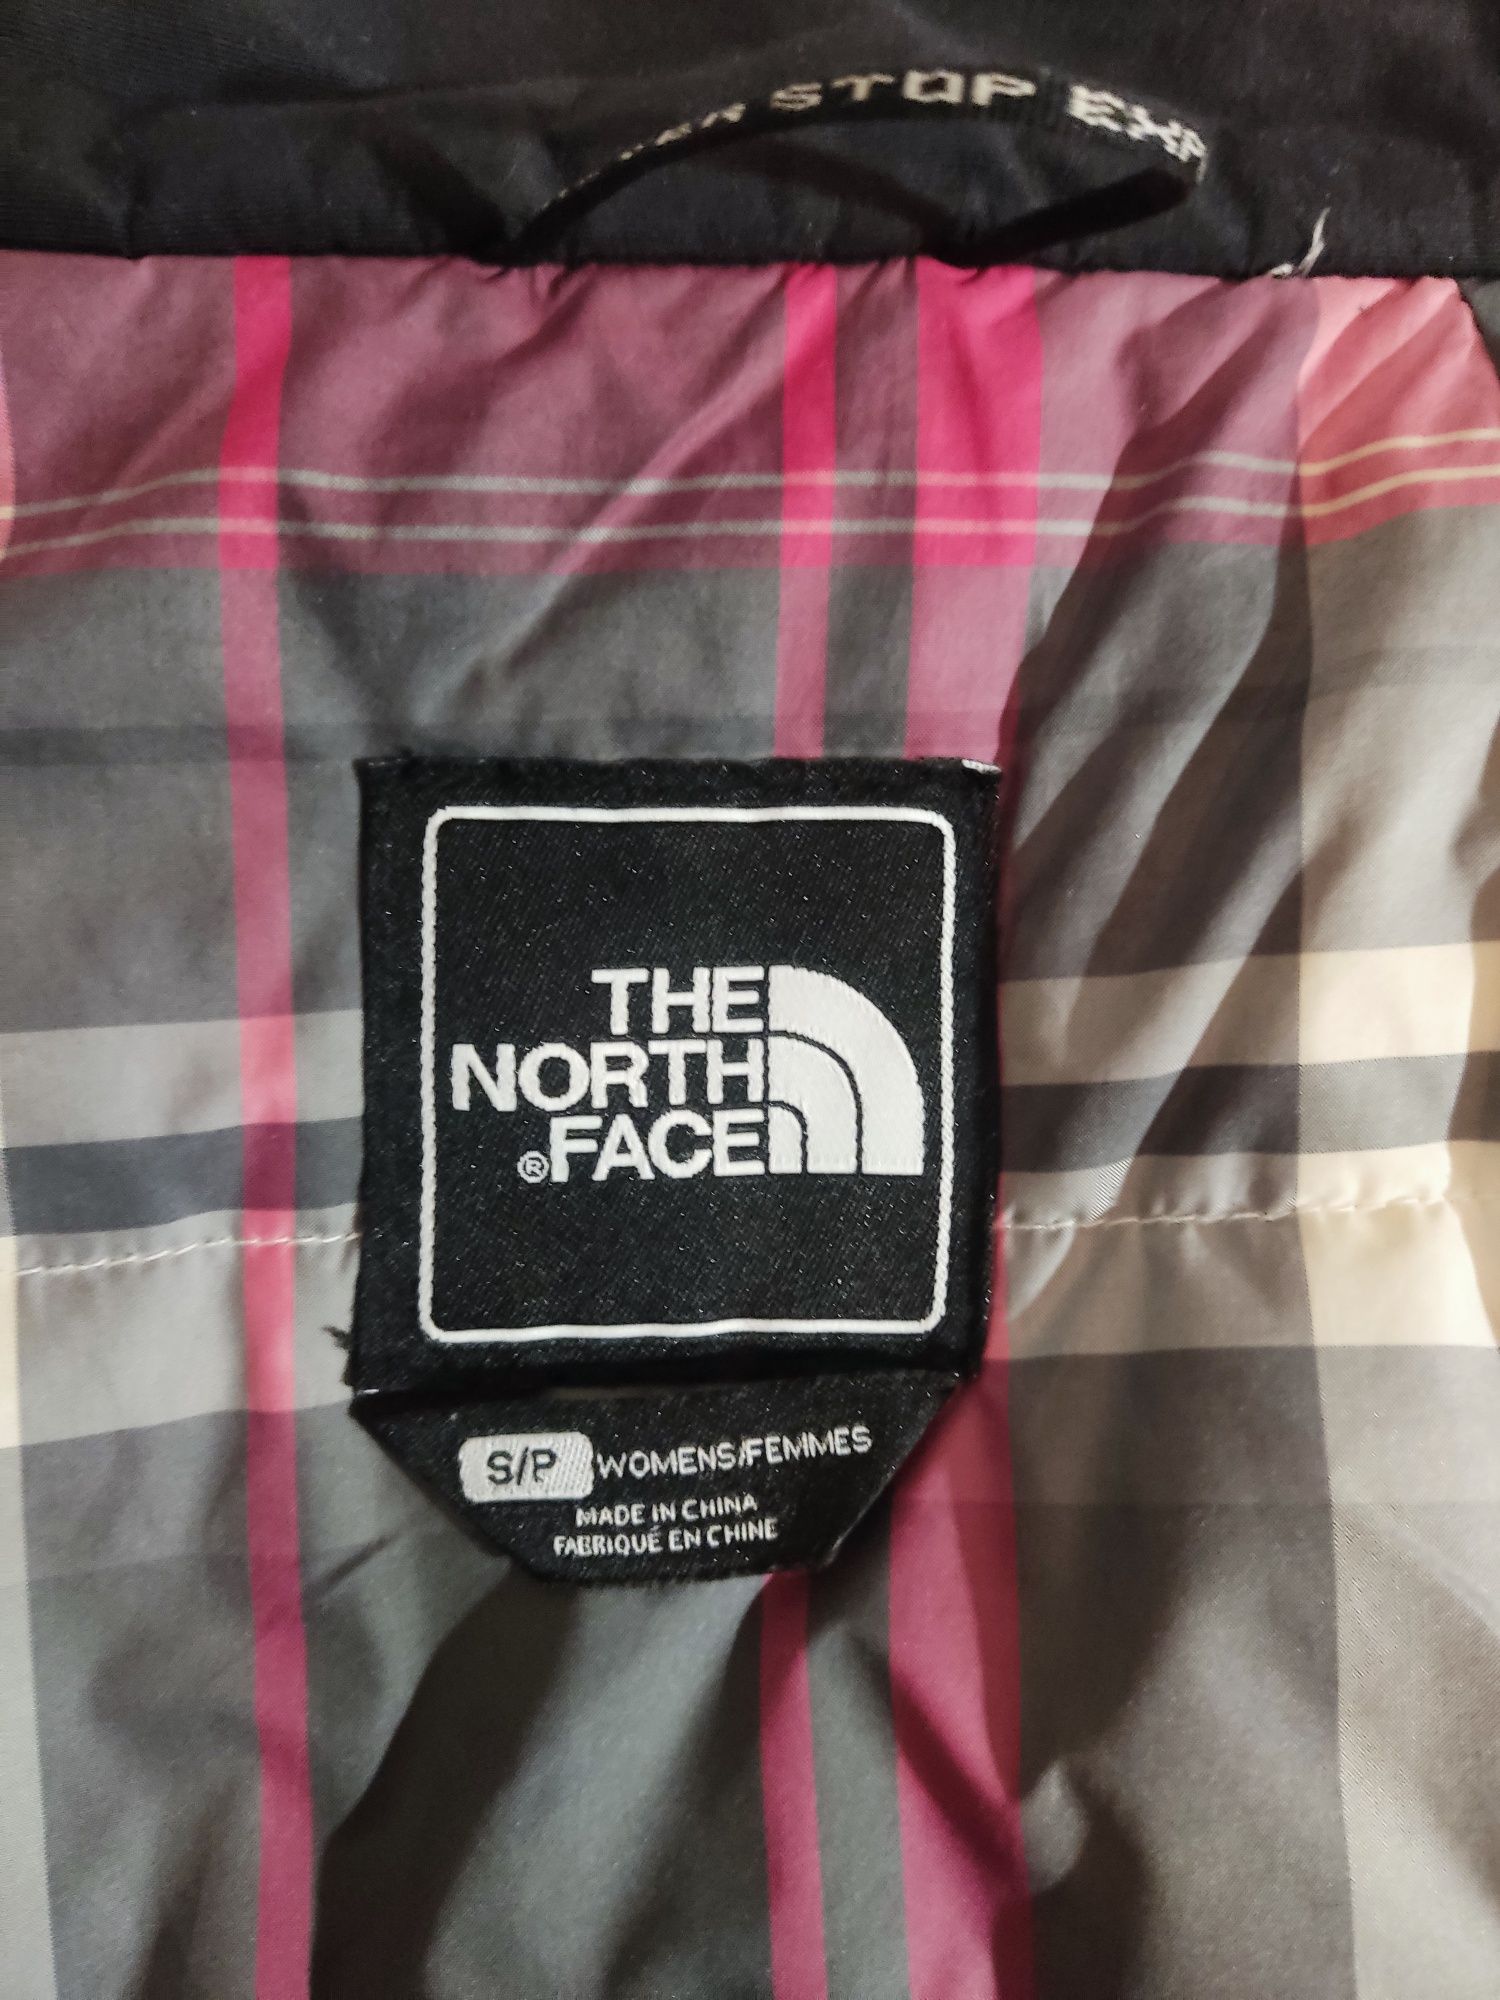 STOP
THE
NORTH
® FACE
S/P WOMENS/FEMMES
MADE IN CHINA
FABRIQUÉ EN CHINE